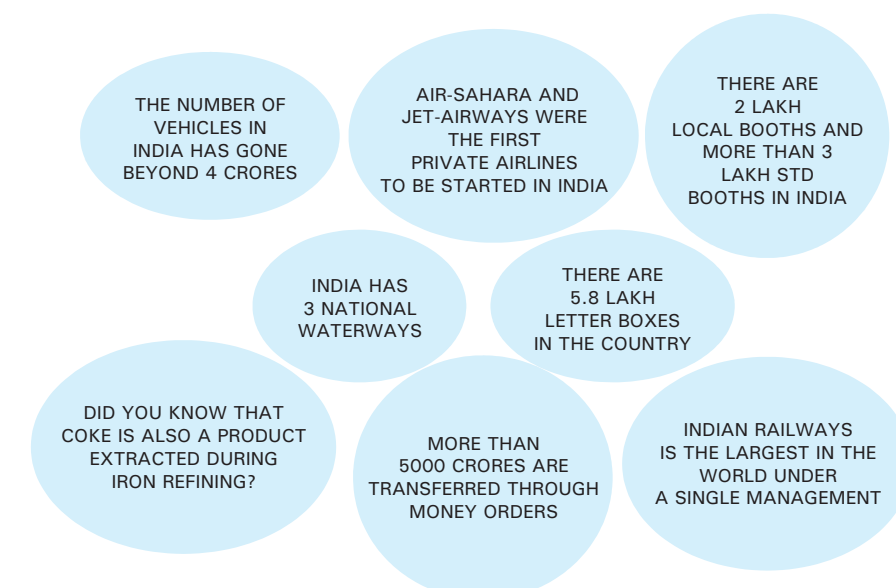 THE NUMBER OF
VEHICLES IN
INDIA HAS GONE
BEYOND 4 CRORES
AIR-SAHARA AND
JET-AIRWAYS WERE
THE FIRST
PRIVATE AIRLINES
TO BE STARTED IN INDIA
THERE ARE
2 LAKH
LOCAL BOOTHS AND
MORE THAN 3
LAKH STD
BOOTHS IN INDIA
INDIA HAS
3 NATIONAL
WATERWAYS
THERE ARE
5.8 LAKH
LETTER BOXES
IN THE COUNTRY
DID YOU KNOW THAT
COKE IS ALSO A PRODUCT
EXTRACTED DURING
IRON REFINING?
MORE THAN
5000 CRORES ARE
TRANSFERRED THROUGH
MONEY ORDERS
INDIAN RAILWAYS
IS THE LARGEST IN THE
WORLD UNDER
A SINGLE MANAGEMENT